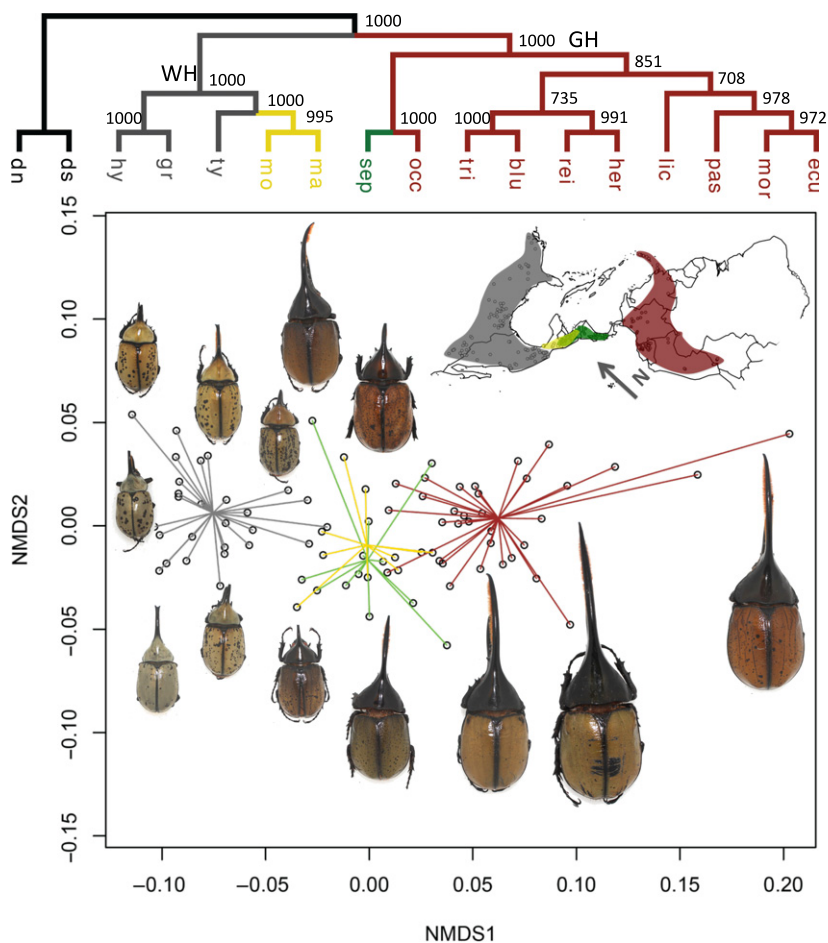 1000
1000 GH
851
WH 1000
708
1000 995
735
978
1000
1000
1000
991
972
dn ds hy gr ty mo ma sep occ tri blu rei her lic pas mor ecu
0.15
0.10
0.05
0.00
−0.05
−0.10
−0.15
NMDS2
N
−0.10 −0.05 0.00 0.05 0.10 0.15 0.20
NMDS1